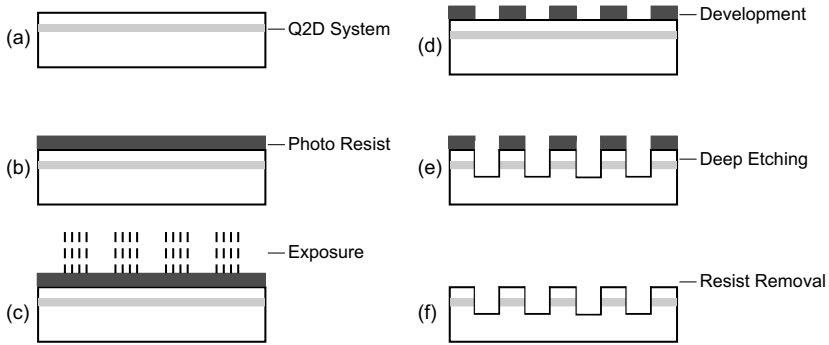 (a) Q2D System
(b) Photo Resist
(c) Exposure
(d) Development
(e) Deep Etching
(f) Resist Removal